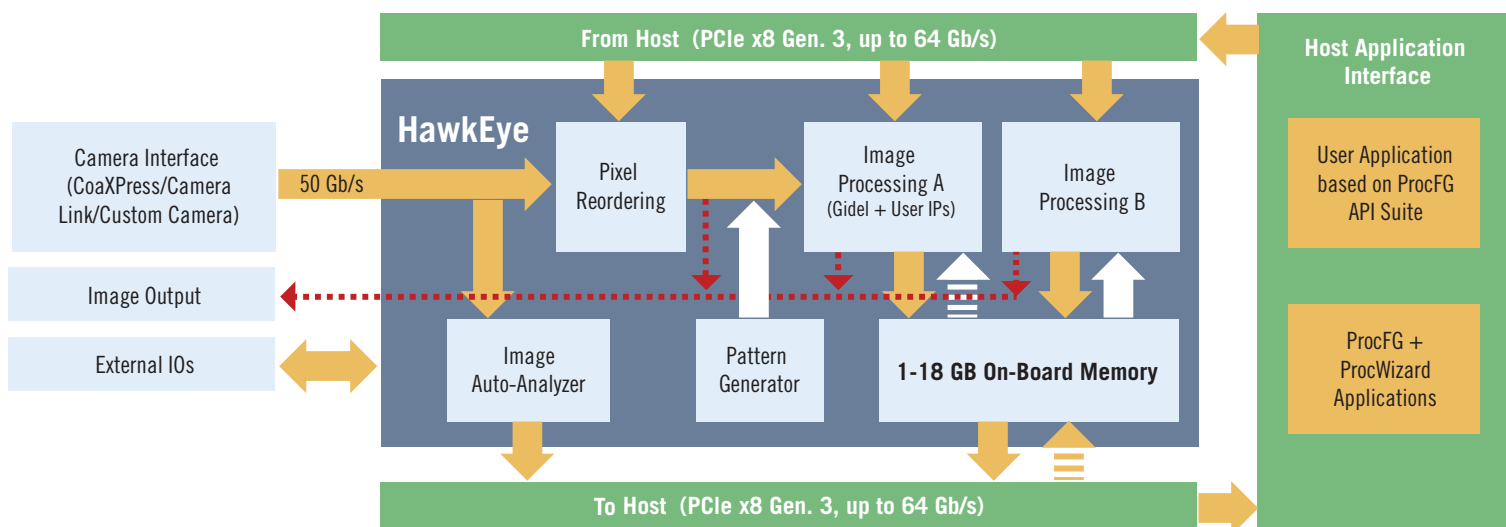 From Host (PCIe x8 Gen. 3, up to 64 Gb/s)
Host Application
Interface
HawkEye
Camera Interface
(CoaXPress/Camera
Link/Custom Camera)
50 Gb/s
Pixel
Reordering
Image
Processing A
(Gidel + User IPs)
Image
Processing B
User Application
based on ProcFG
API Suite
Image Output
External IOs
Image
Auto-Analyzer
Pattern
Generator
1-18 GB On-Board Memory
ProcFG +
ProcWizard
Applications
To Host (PCIe x8 Gen. 3, up to 64 Gb/s)